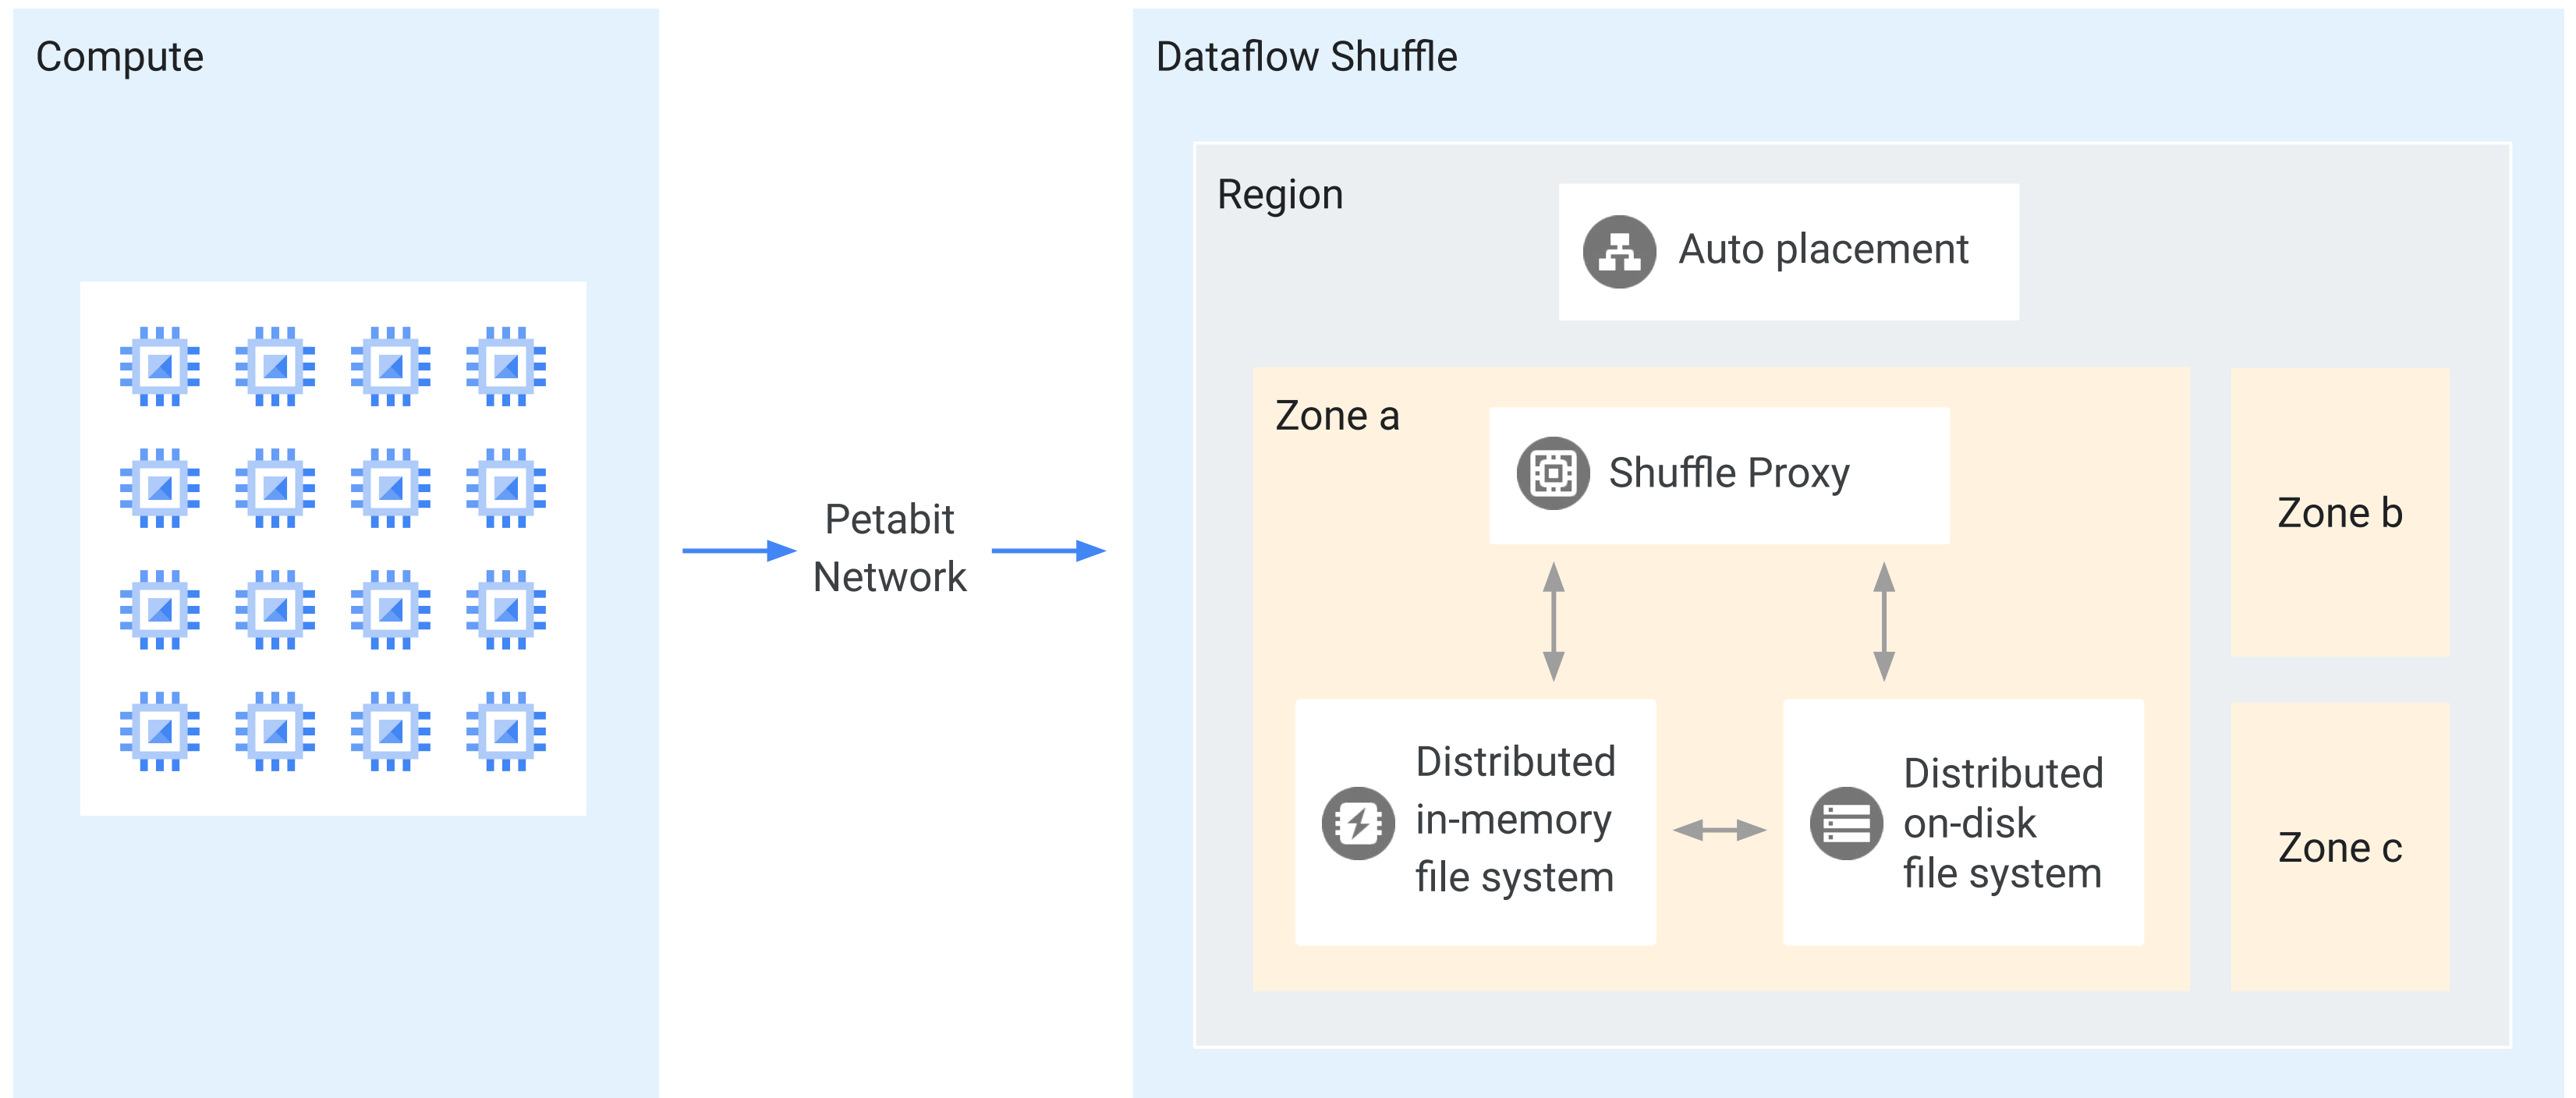 Compute
Petabit
Network
Dataflow Shuffle
Region
Auto placement
Zone a
Shuffle Proxy
Distributed
in-memory
file system
Distributed
on-disk
file system
Zone b
Zone c